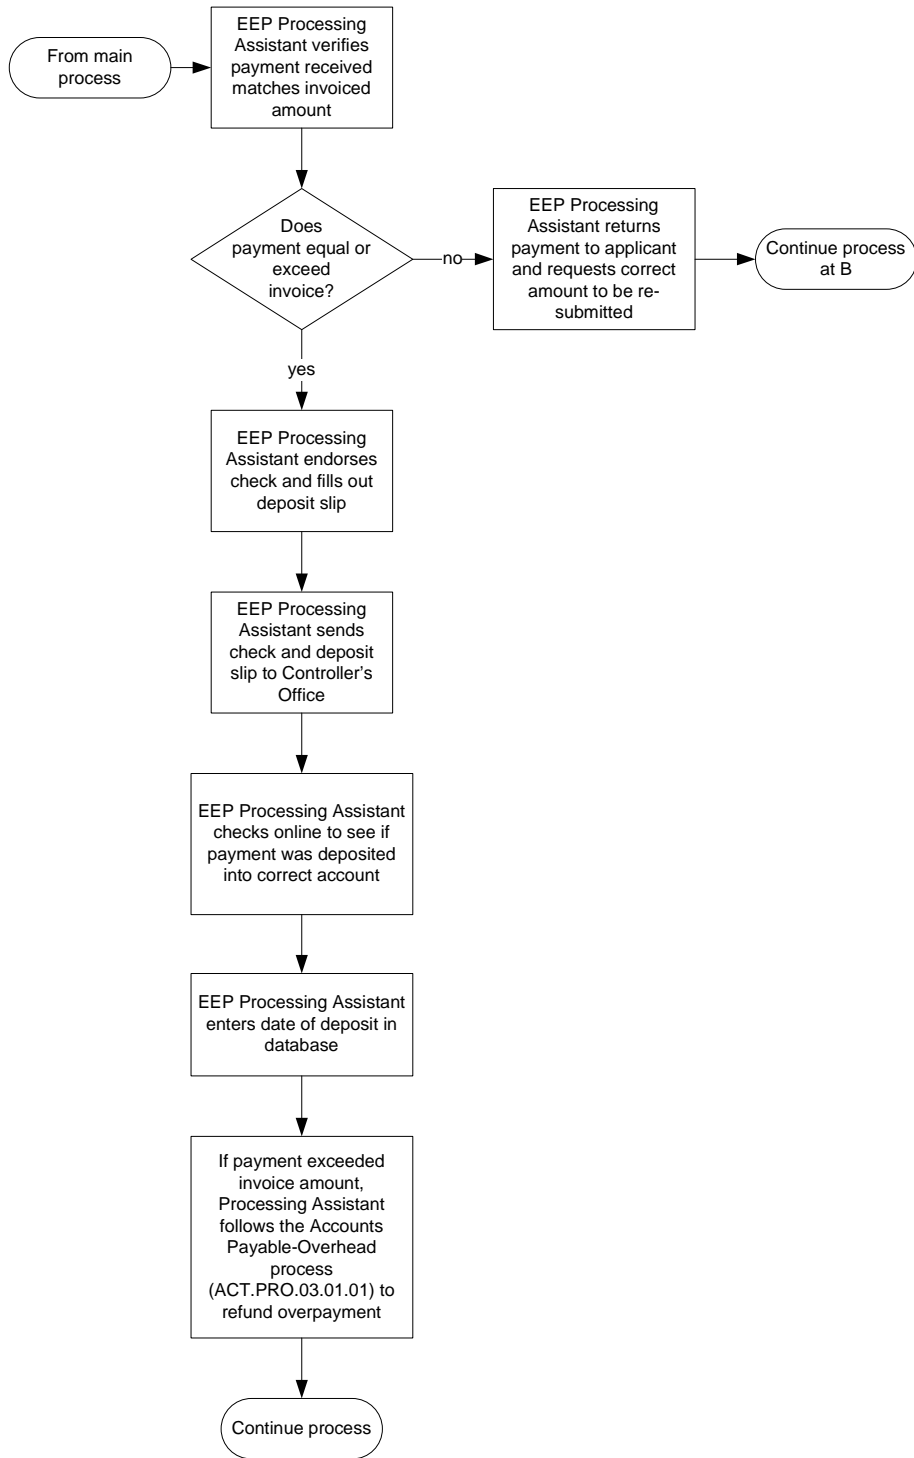 From main
process
EEP Processing
Assistant verifies
payment received
matches invoiced
amount
Does
payment equal or
exceed
invoice?
no
EEP Processing
Assistant returns
payment to applicant
and requests correct
amount to be re-
submitted
Continue process
at B
yes
EEP Processing
Assistant endorses
check and fills out
deposit slip
EEP Processing
Assistant sends
check and deposit
slip to Controller’s
Office
EEP Processing Assistant
checks online to see if
payment was deposited
into correct account
EEP Processing Assistant
enters date of deposit in
database
If payment exceeded
invoice amount,
Processing Assistant
follows the Accounts
Payable-Overhead
process
(ACT.PRO.03.01.01) to
refund overpayment
Continue process